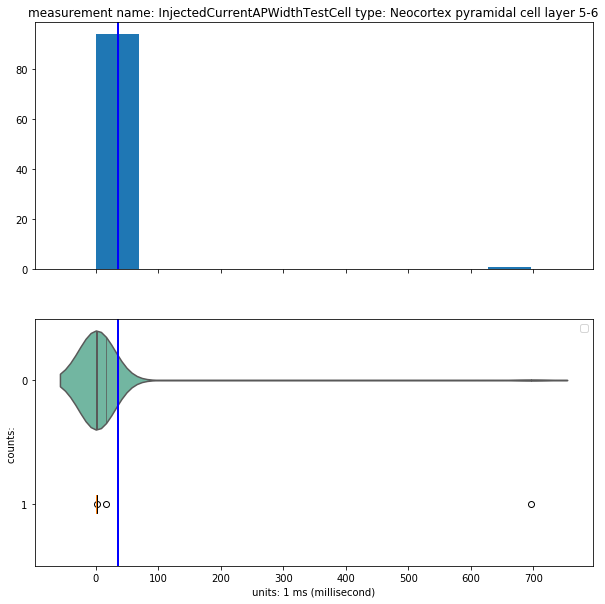 measurement name: InjectedCurrentAPWidthTestCell type: Neocortex pyramidal cell layer 5-6
80
60
40
20
0
0
counts:
1
0 100 200 300 400 500 600 700
units: 1 ms (millisecond)